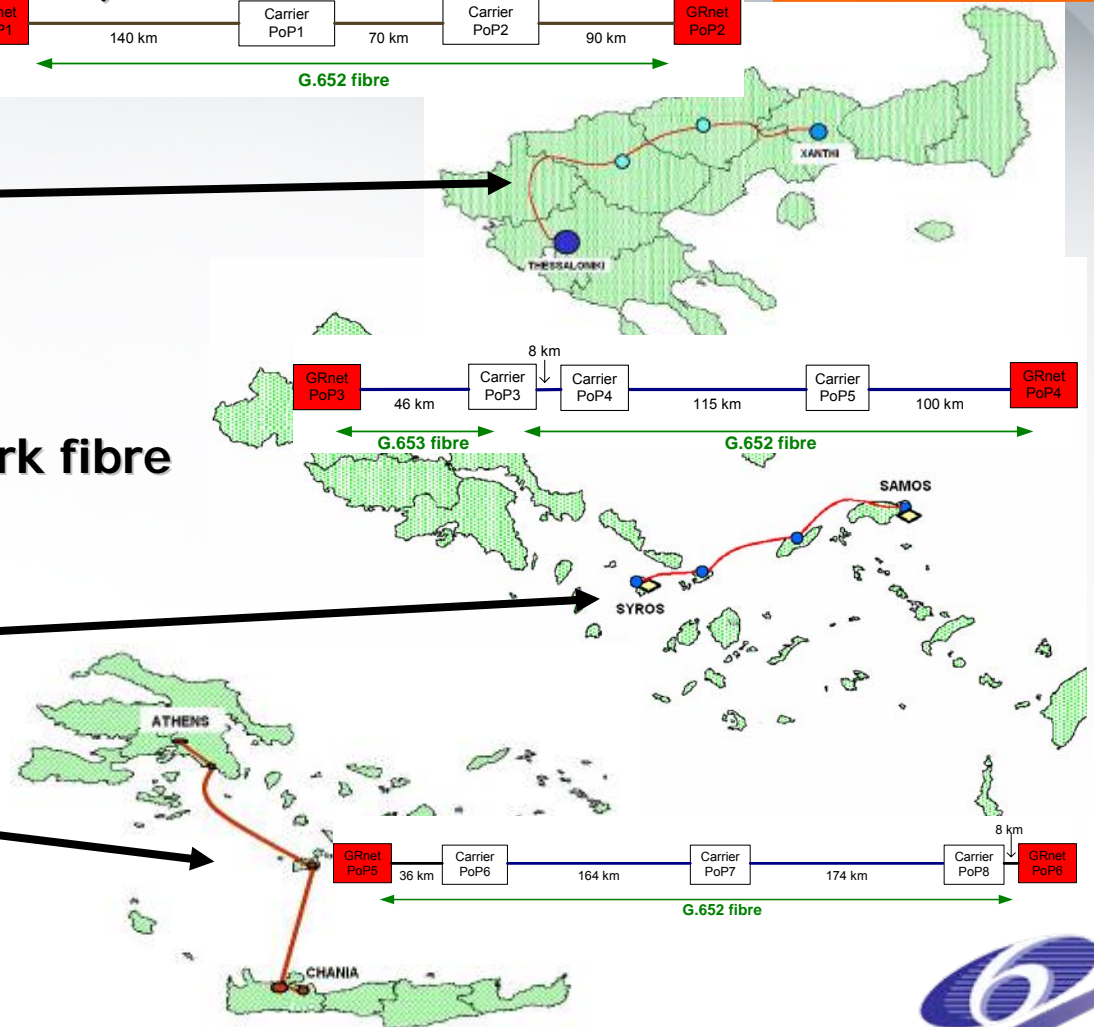 Carrier
PoP1
Carrier
PoP2
GRnet
PoP2
140 km
70 km
90 km
G.652 fibre
XANTHI
THESSALONIKI
8 km
GRnet
PoP3
Carrier
PoP3
Carrier
PoP4
Carrier
PoP5
GRnet
PoP4
46 km
115 km
100 km
G.653 fibre
G.652 fibre
rk fibre
SAMOS
SYROS
ATHENS
8 km
GRnet
PoP5
Carrier
PoP6
Carrier
PoP7
Carrier
PoP8
GRnet
PoP6
36 km
164 km
174 km
G.652 fibre
CHANIA
6